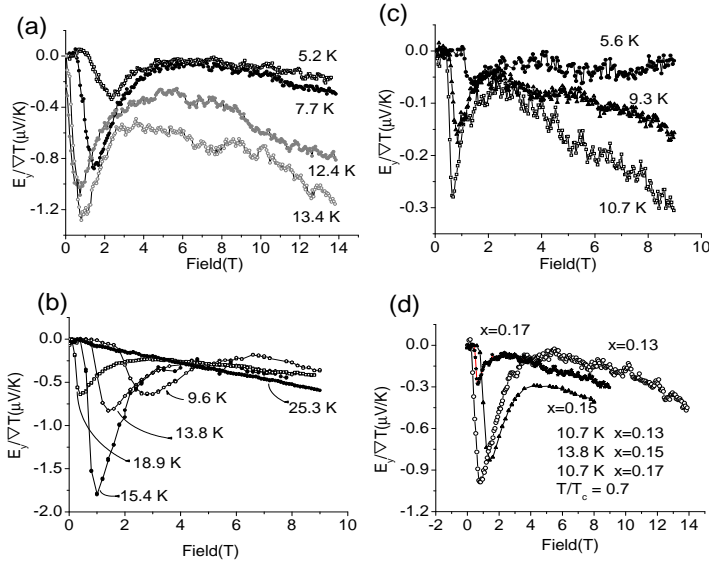 (a)
0.0
-0.4
-0.8
-1.2
E_y/▽T(μV/K)
0 2 4 6 8 10 12 14
Field(T)
5.2 K
7.7 K
12.4 K
13.4 K
(c)
0.0
-0.1
-0.2
-0.3
E_y/▽T(μV/K)
0 2 4 6 8 10
Field(T)
5.6 K
9.3 K
10.7 K
(b)
0.0
-0.5
-1.0
-1.5
-2.0
E_y/▽T(μV/K)
0 2 4 6 8 10
Field(T)
9.6 K
25.3 K
13.8 K
18.9 K
15.4 K
(d)
0.0
-0.3
-0.6
-0.9
-1.2
E_y/▽T(μV/K)
-2 0 2 4 6 8 10 12 14 16
Field(T)
x=0.17
x=0.13
x=0.15
10.7 K x=0.13
13.8 K x=0.15
10.7 K x=0.17
T/T_c = 0.7